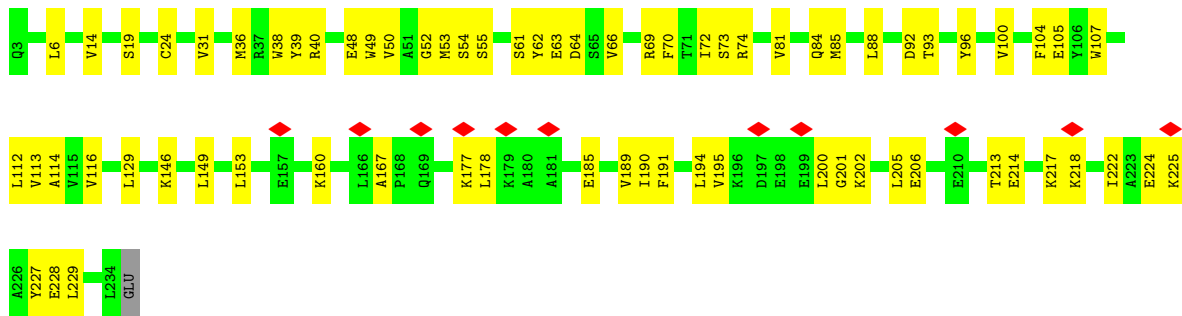 Q3 L6 V14 S19 C24 V31 M36 R37 W38 Y39 R40 E48 W49 V50 A51 G52 M53 S54 S55 S61 Y62 E63 D64 S65 V66 R69 F70 T71 I72 S73 R74 V81 Q84 M85 L88 D92 T93 Y96 V100 F104 E105 Y106 W107
L112 V113 A114 V115 V116 L129 K146 L149 L153 E157 K160 L166 A167 P168 Q169 K177 L178 K179 A180 A181 E185 V189 I190 F191 L194 V195 K196 D197 E198 E199 L200 G201 K202 L205 E206 E210 T213 E214 K217 K218 I222 A223 E224 K225
A226 Y227 E228 L229 L234 GLU